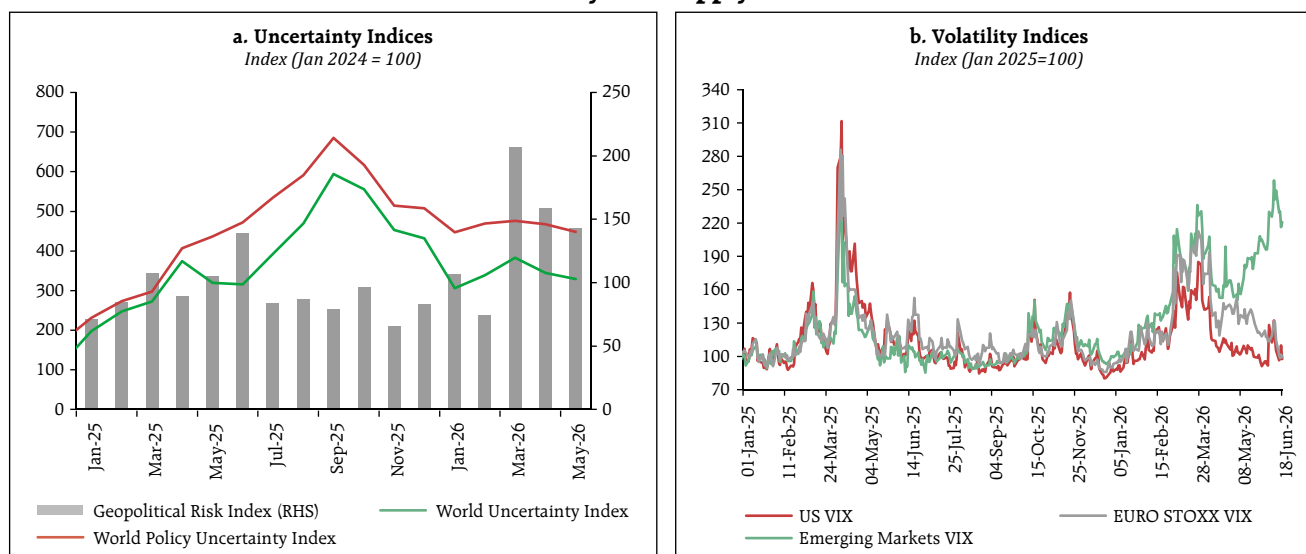 a. Uncertainty Indices
Index (Jan 2024 = 100)
800
700
600
500
400
300
200
100
0
250
200
150
100
50
0
Jan-25
Mar-25
May-25
Jul-25
Sep-25
Nov-25
Jan-26
Mar-26
May-26
Geopolitical Risk Index (RHS)
World Uncertainty Index
World Policy Uncertainty Index
b. Volatility Indices
Index (Jan 2025=100)
340
310
280
250
220
190
160
130
100
70
01-Jan-25
11-Feb-25
24-Mar-25
04-May-25
14-Jun-25
25-Jul-25
04-Sep-25
15-Oct-25
25-Nov-25
05-Jan-26
15-Feb-26
28-Mar-26
08-May-26
18-Jun-26
US VIX
EURO STOXX VIX
Emerging Markets VIX